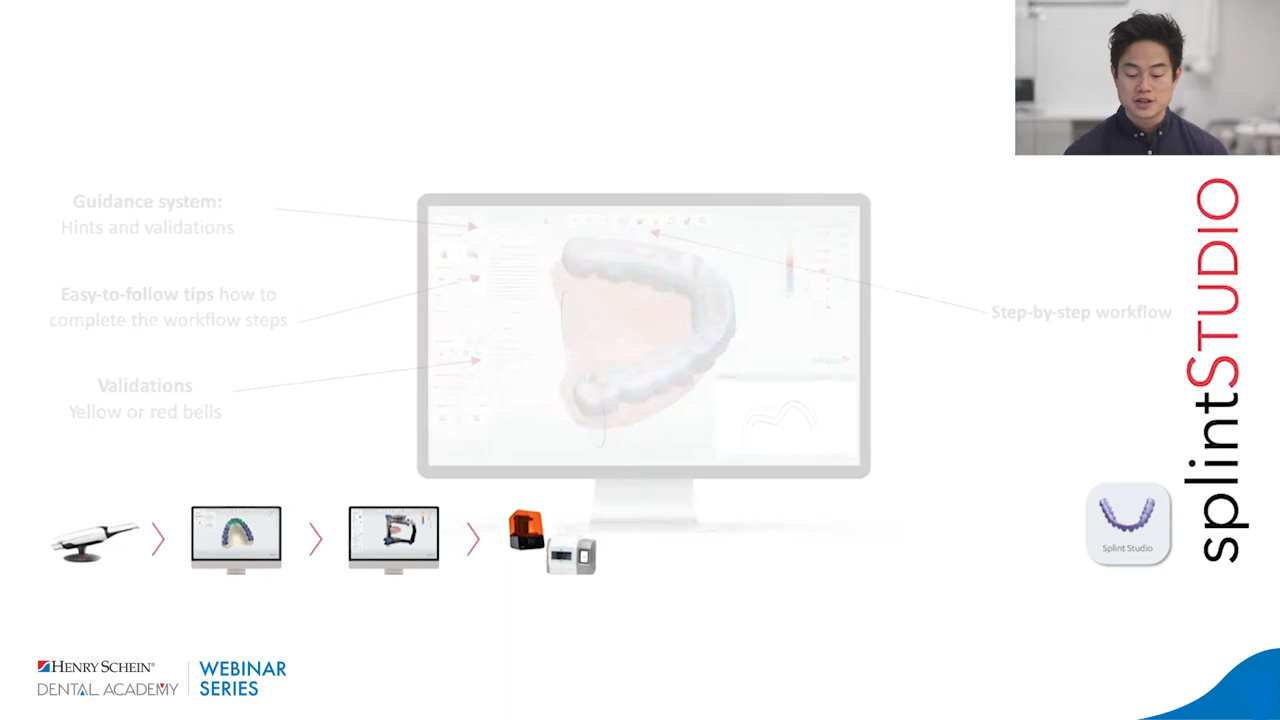 Guidance system:
Hints and validations
Easy-to-follow tips how to
complete the workflow steps
Validations
Yellow or red bells
Step-by-step workflow
splintSTUDIO
Splint Studio
HENRY SCHEIN®
DENTAL ACADEMY
WEBINAR
SERIES